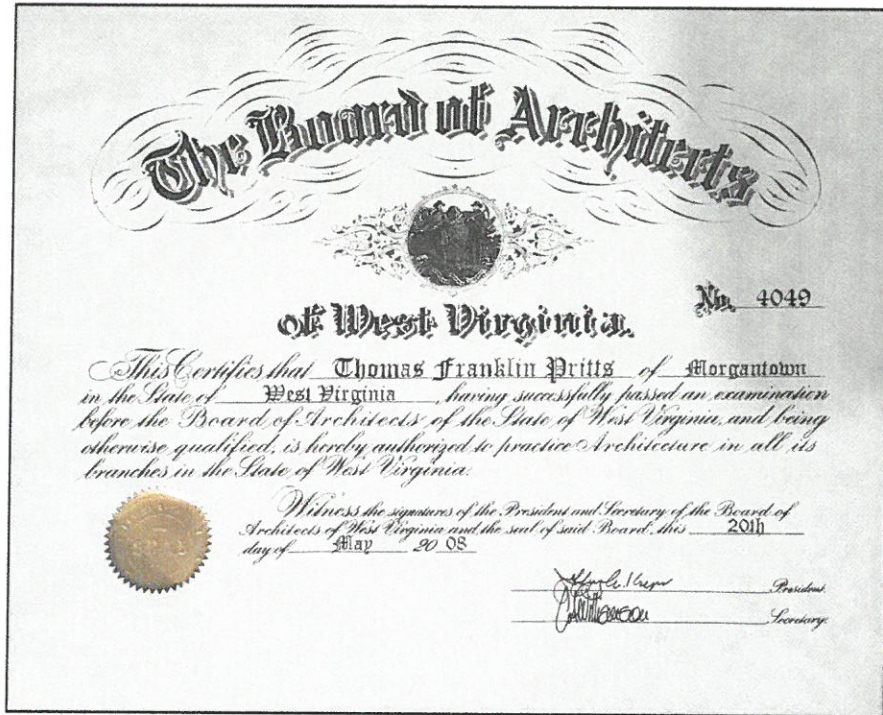 The Board of Architects
of West Virginia.
No. 4049
This Certifies that Thomas Franklin Pritts of Morgantown
in the State of West Virginia, having successfully passed an examination
before the Board of Architects of the State of West Virginia, and being
otherwise qualified, is hereby authorized to practice Architecture in all its
branches in the State of West Virginia.
Witness the signatures of the President and Secretary of the Board of
Architects of West Virginia and the seal of said Board, this 20th
day of May 2008
President.
Secretary.